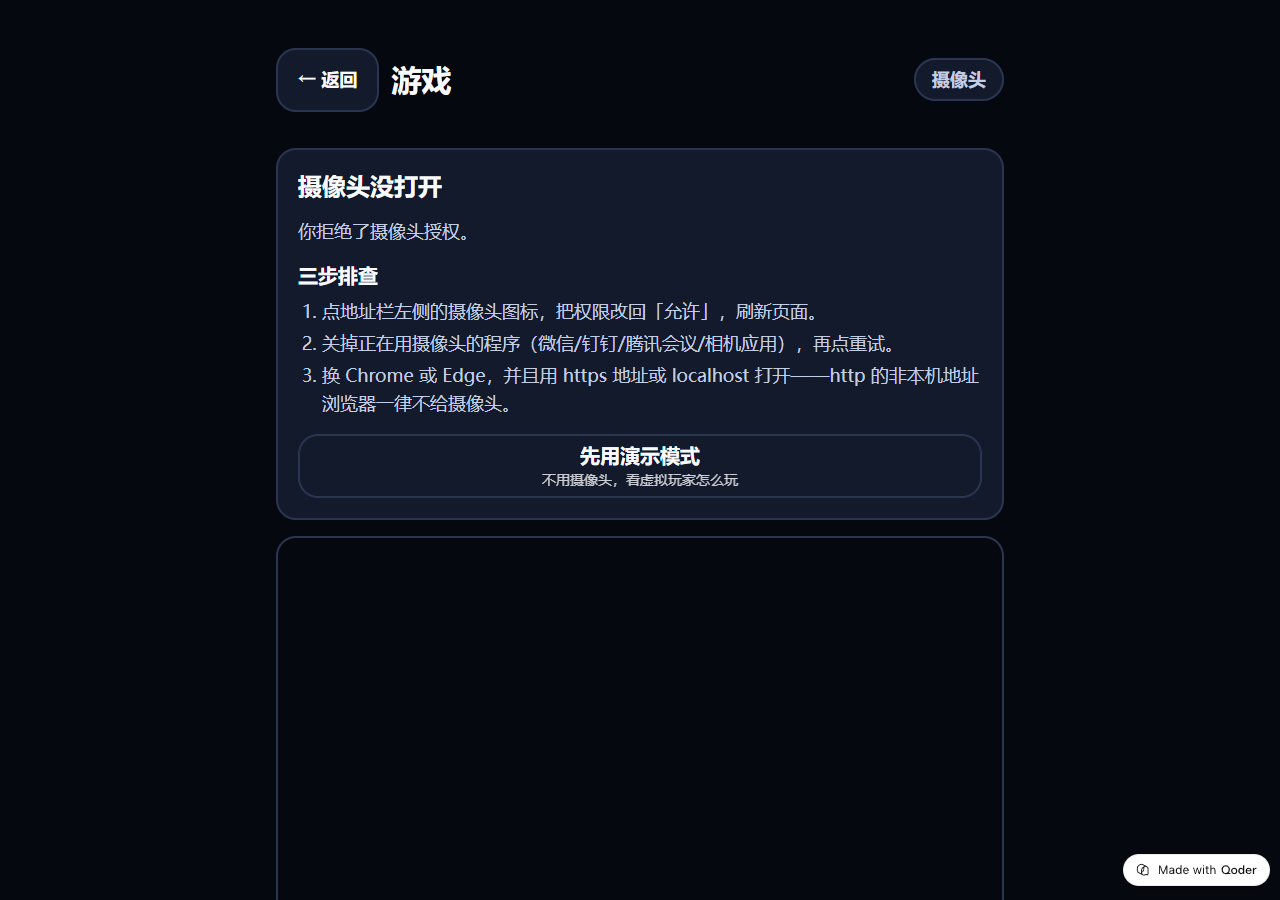 ← 返回
游戏
摄像头
摄像头没打开
你拒绝了摄像头授权。
三步排查
1. 点地址栏左侧的摄像头图标，把权限改回「允许」，刷新页面。
2. 关掉正在用摄像头的程序（微信/钉钉/腾讯会议/相机应用），再点重试。
3. 换 Chrome 或 Edge，并且用 https 地址或 localhost 打开——http 的非本机地址
浏览器一律不给摄像头。
先用演示模式
不用摄像头，看虚拟玩家怎么玩
Made with Qoder